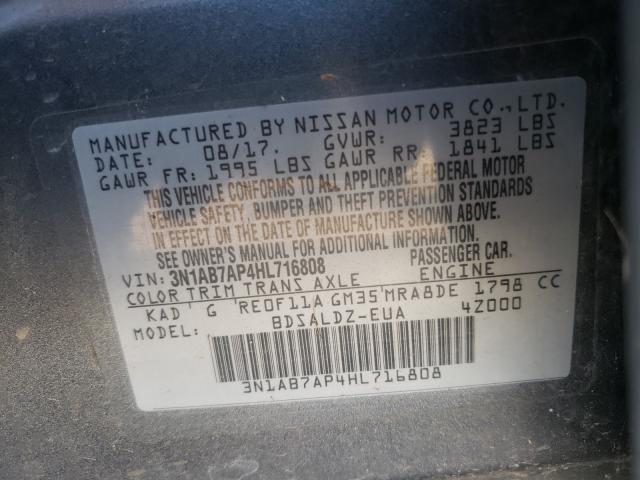 MANUFACTURED BY NISSAN MOTOR CO.,LTD.
DATE: 08/17. GVWR: 3823 LBS
GAWR FR: 1995 LBS GAWR RR: 1841 LBS
THIS VEHICLE CONFORMS TO ALL APPLICABLE FEDERAL MOTOR
VEHICLE SAFETY, BUMPER AND THEFT PREVENTION STANDARDS
IN EFFECT ON THE DATE OF MANUFACTURE SHOWN ABOVE.
SEE OWNER'S MANUAL FOR ADDITIONAL INFORMATION.
VIN: 3N1AB7AP4HL716808 PASSENGER CAR.
COLOR TRIM TRANS AXLE ENGINE
KAD G RE0F11A GM35 MRA8DE 1798 CC
MODEL: BDSALDZ-EUA 4Z000
3N1AB7AP4HL716808